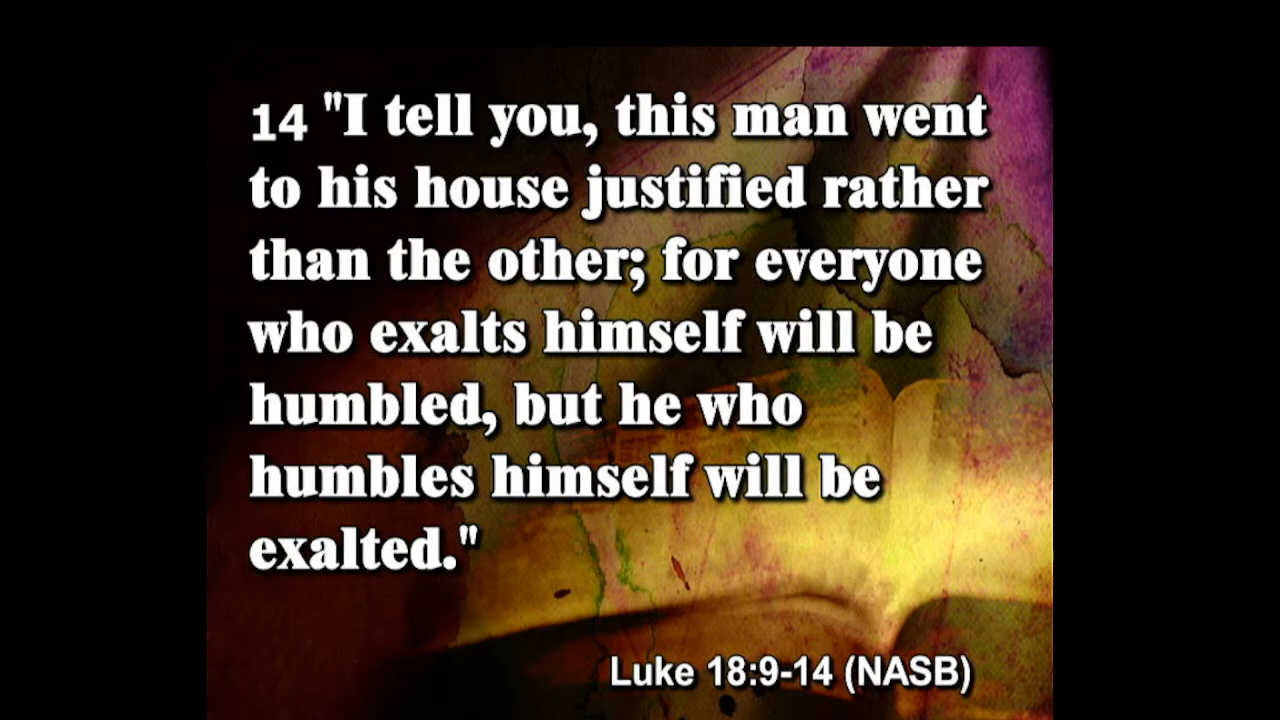 14 "I tell you, this man went
to his house justified rather
than the other; for everyone
who exalts himself will be
humbled, but he who
humbles himself will be
exalted."
Luke 18:9-14 (NASB)